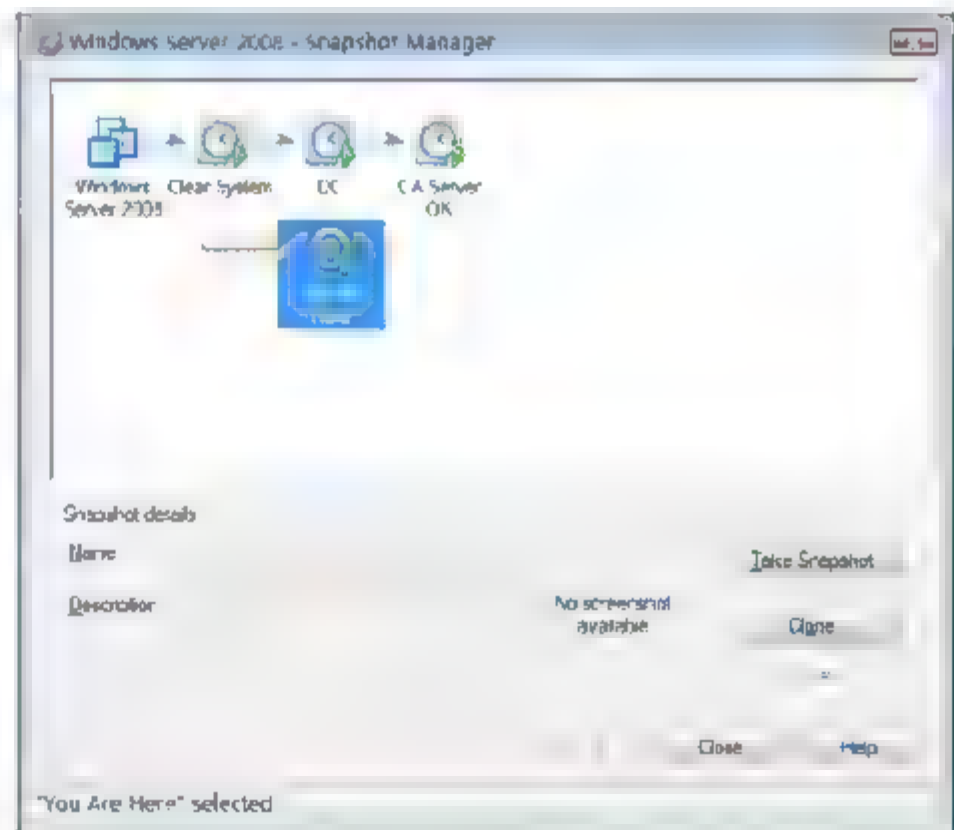 Windows Server 2008 - Snapshot Manager
Windows Server 2008
Clean System
DC
CA Server OK
Snapshot details
Name
Take Snapshot
Description
No screenshot available
Clone
Close
Help
"You Are Here" selected